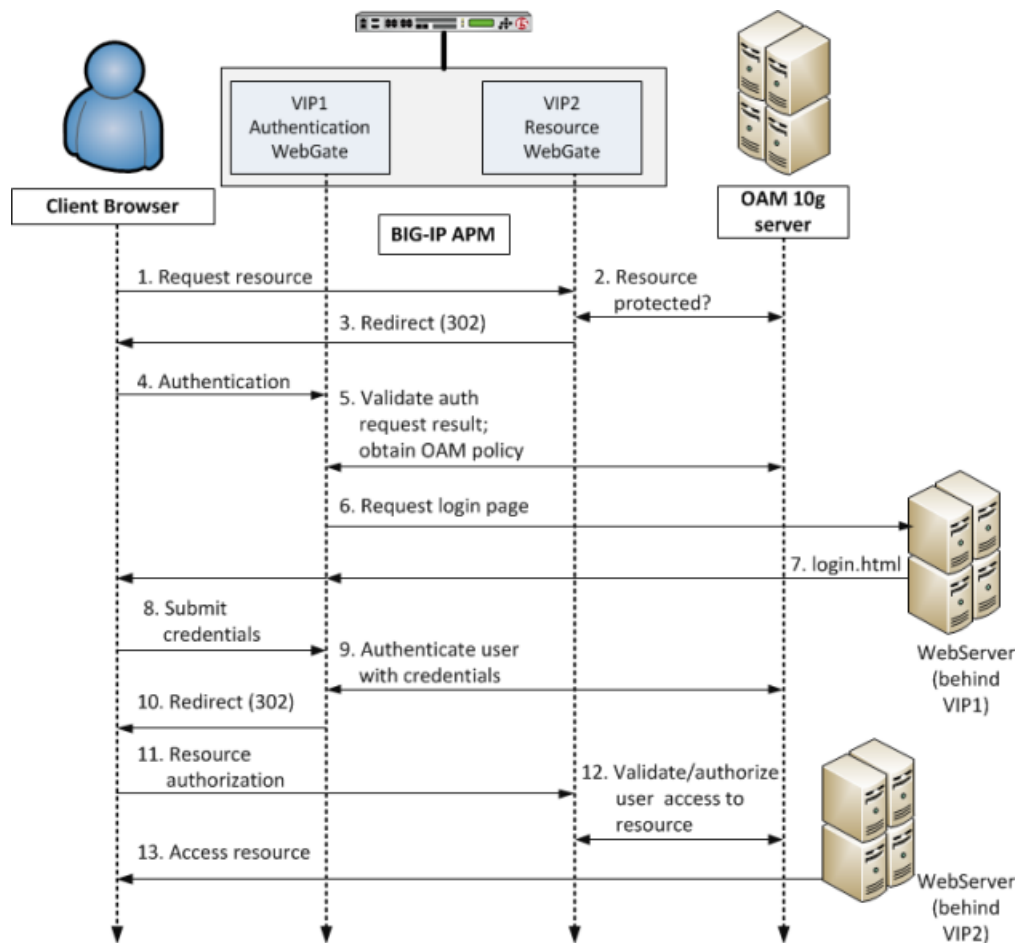 VIP1
Authentication
WebGate
VIP2
Resource
WebGate
Client Browser
BIG-IP APM
OAM 10g
server
1. Request resource
2. Resource
protected?
3. Redirect (302)
4. Authentication
5. Validate auth
request result;
obtain OAM policy
6. Request login page
7. login.html
8. Submit
credentials
9. Authenticate user
with credentials
WebServer
(behind
VIP1)
10. Redirect (302)
11. Resource
authorization
12. Validate/authorize
user access to
resource
13. Access resource
WebServer
(behind
VIP2)